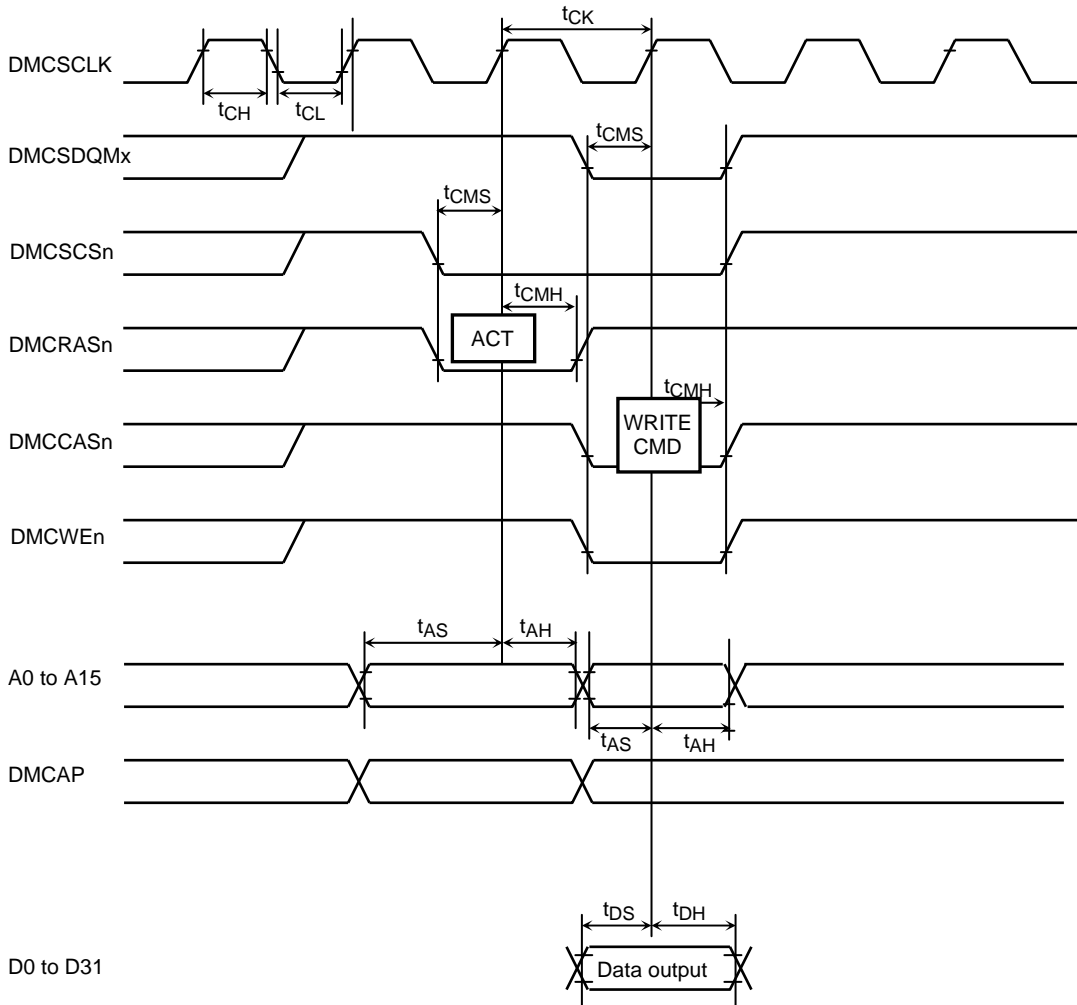 tCK
DMCSCLK
tCH
tCL
DMCSDQMx
tCMS
tCMS
DMCSCSn
tCMH
DMCRASn
ACT
tCMH
DMCCASn
WRITE
CMD
DMCWEn
tAS
tAH
A0 to A15
tAS
tAH
DMCAP
tDS
tDH
D0 to D31
Data output